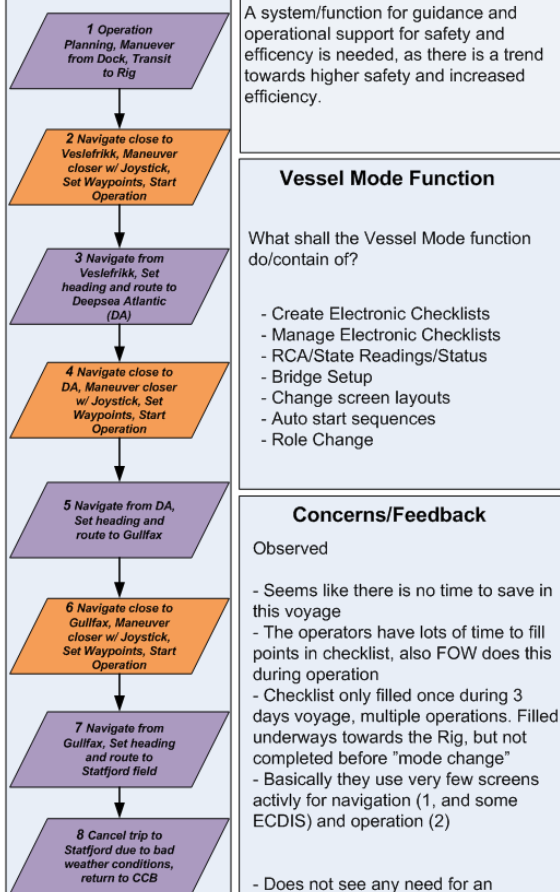 1 Operation
Planning, Manuever
from Dock, Transit
to Rig
2 Navigate close to
Veslefrikk, Maneuver
closer w/ Joystick,
Set Waypoints, Start
Operation
3 Navigate from
Veslefrikk, Set
heading and route to
Deepsea Atlantic
(DA)
4 Navigate close to
DA, Maneuver closer
w/ Joystick, Set
Waypoints, Start
Operation
5 Navigate from DA,
Set heading and
route to Gullfax
6 Navigate close to
Gullfax, Maneuver
closer w/ Joystick,
Set Waypoints, Start
Operation
7 Navigate from
Gullfax, Set heading
and route to
Statfjord field
8 Cancel trip to
Statfjord due to bad
weather conditions,
return to CCB
A system/function for guidance and
operational support for safety and
efficency is needed, as there is a trend
towards higher safety and increased
efficiency.
Vessel Mode Function
What shall the Vessel Mode function
do/contain of?
- Create Electronic Checklists
- Manage Electronic Checklists
- RCA/State Readings/Status
- Bridge Setup
- Change screen layouts
- Auto start sequences
- Role Change
Concerns/Feedback
Observed
- Seems like there is no time to save in
this voyage
- The operators have lots of time to fill
points in checklist, also FOW does this
during operation
- Checklist only filled once during 3
days voyage, multiple operations. Filled
underways towards the Rig, but not
completed before "mode change"
- Basically they use very few screens
activly for navigation (1, and some
ECDIS) and operation (2)
- Does not see any need for an